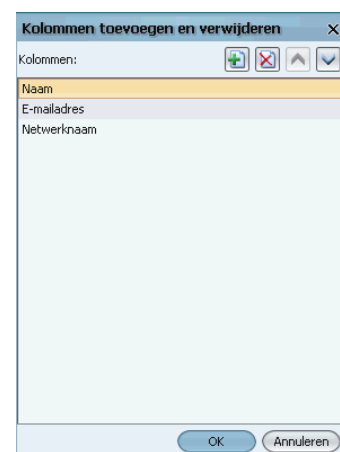 Kolommen toevoegen en verwijderen
Kolommen:
Naam
E-mailadres
Netwerknaam
OK Annuleren